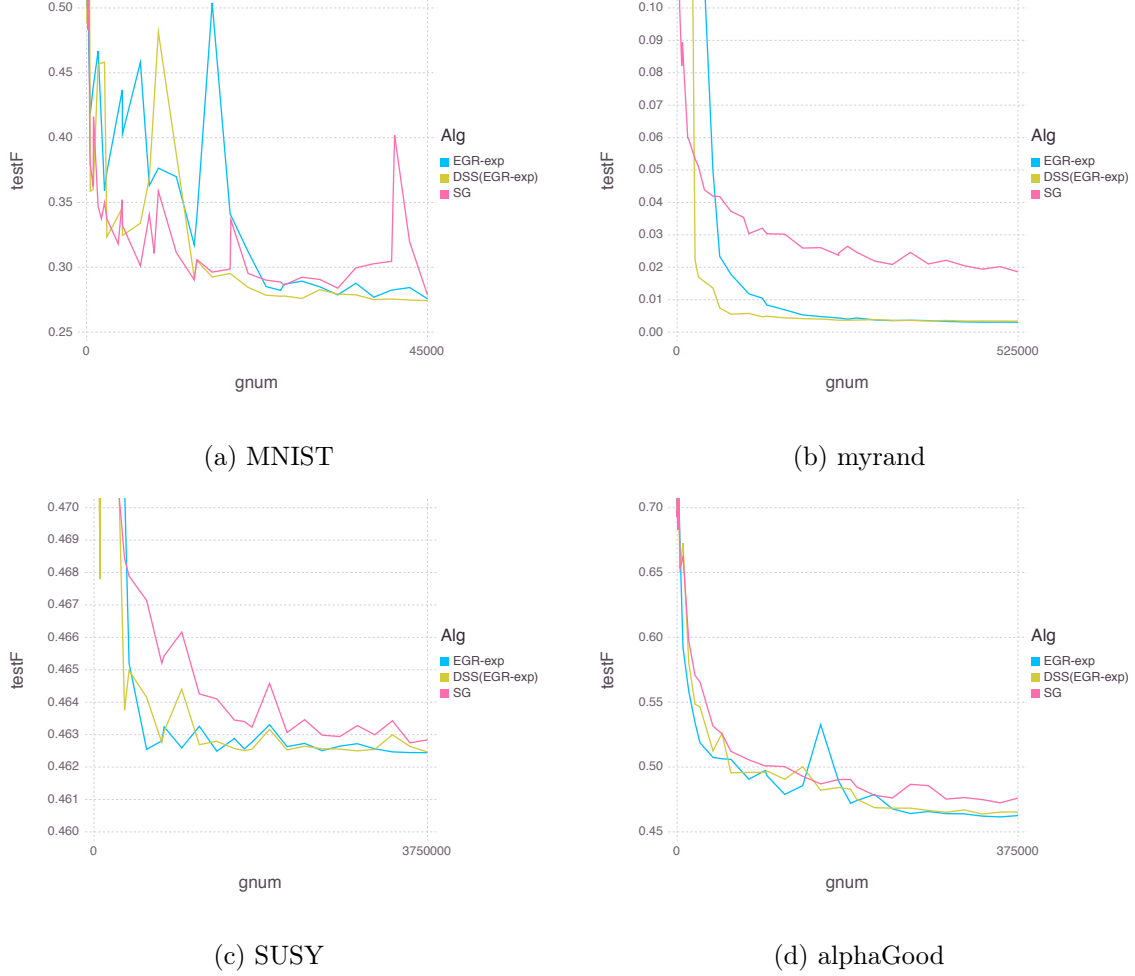 0.50
0.45
0.40
0.35
0.30
0.25
testF
0
45000
gnum
Alg
EGR-exp
DSS(EGR-exp)
SG
(a) MNIST
0.10
0.09
0.08
0.07
0.06
0.05
0.04
0.03
0.02
0.01
0.00
testF
0
525000
gnum
Alg
EGR-exp
DSS(EGR-exp)
SG
(b) myrand
0.470
0.469
0.468
0.467
0.466
0.465
0.464
0.463
0.462
0.461
0.460
testF
0
3750000
gnum
Alg
EGR-exp
DSS(EGR-exp)
SG
(c) SUSY
0.70
0.65
0.60
0.55
0.50
0.45
testF
0
375000
gnum
Alg
EGR-exp
DSS(EGR-exp)
SG
(d) alphaGood